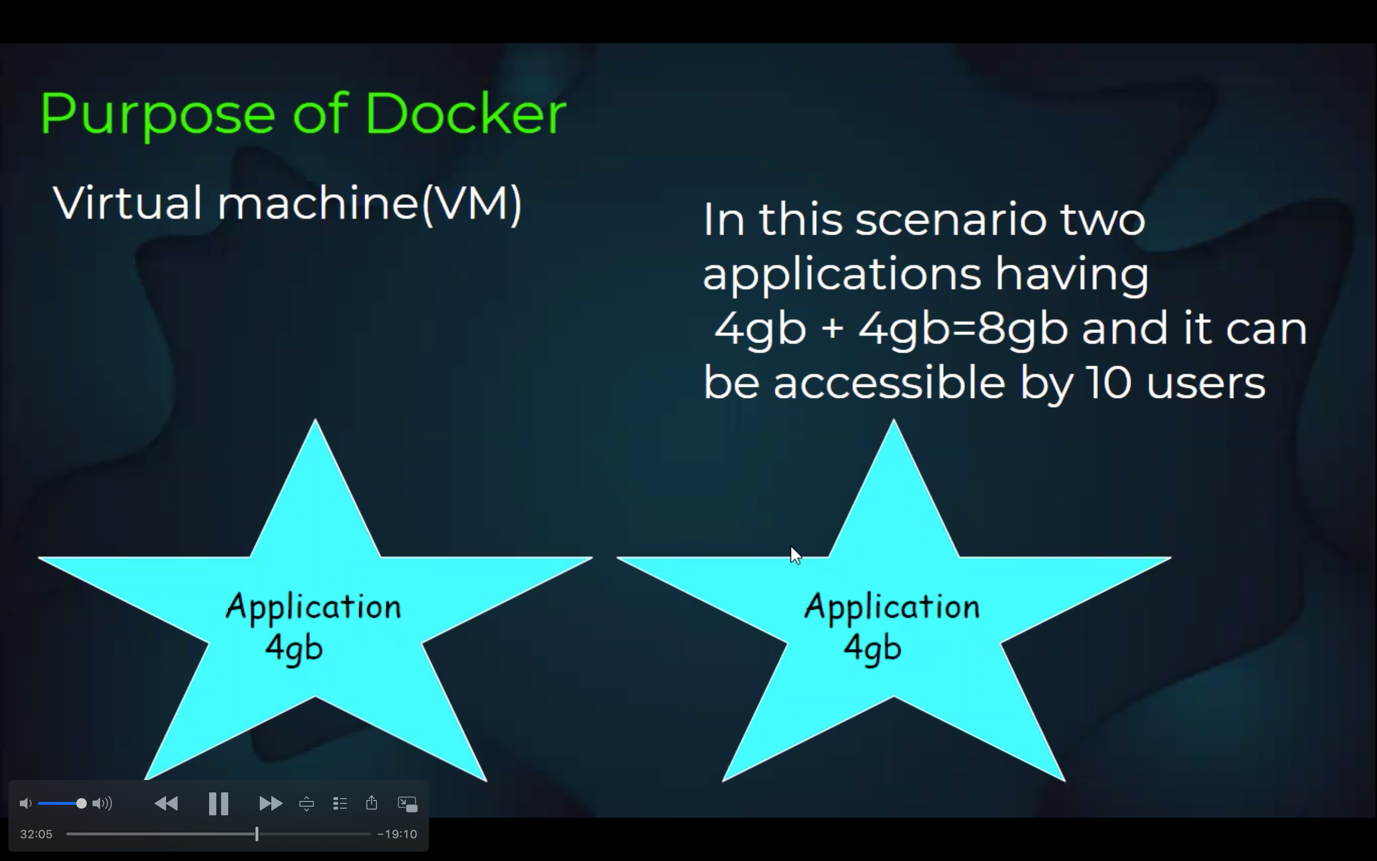 Purpose of Docker
Virtual machine(VM)
In this scenario two
applications having
4gb + 4gb=8gb and it can
be accessible by 10 users
Application
4gb
Application
4gb
32:05
−19:10